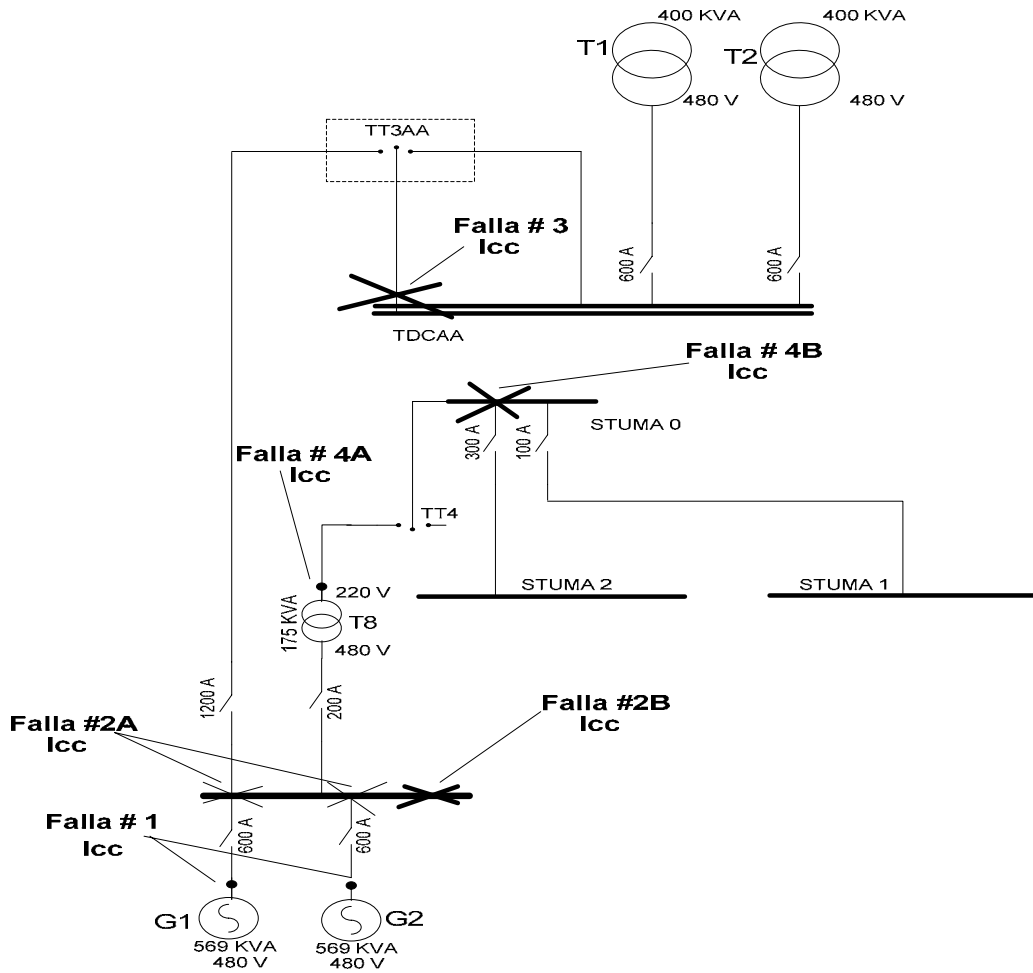 400 KVA
400 KVA
T1
T2
480 V
480 V
TT3AA
Falla # 3
Icc
600 A
600 A
TDCAA
Falla # 4B
Icc
STUMA 0
300 A
100 A
Falla # 4A
Icc
TT4
STUMA 2
STUMA 1
220 V
175 KVA
T8
480 V
1200 A
200 A
Falla #2A
Icc
Falla #2B
Icc
Falla # 1
Icc
600 A
600 A
G1
G2
569 KVA
480 V
569 KVA
480 V